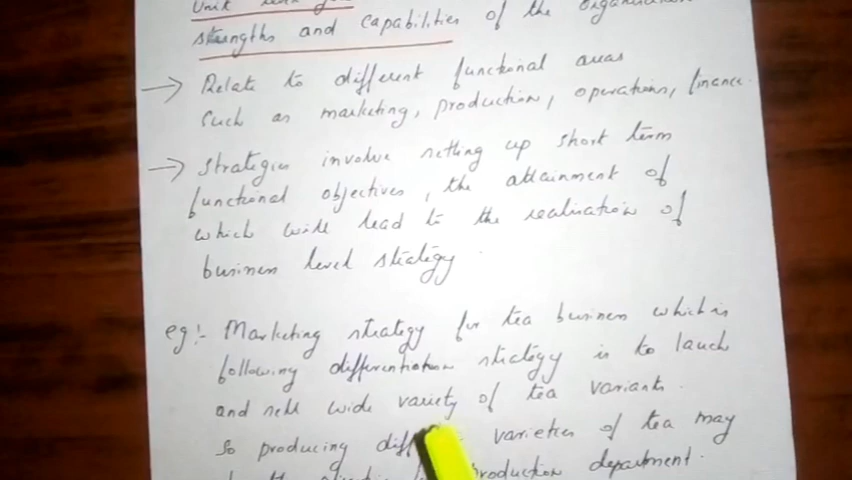 Unit
strengths and capabilities of the organization
→ Relate to different functional areas
such as marketing, production, operations, finance.
→ Strategies involve setting up short term
functional objectives, the attainment of
which will lead to the realisation of
business level strategy.
eg:- Marketing strategy for tea business which is
following differentiation strategy is to lauch
and sell wide variety of tea variants.
so producing varieties of tea may
production department.